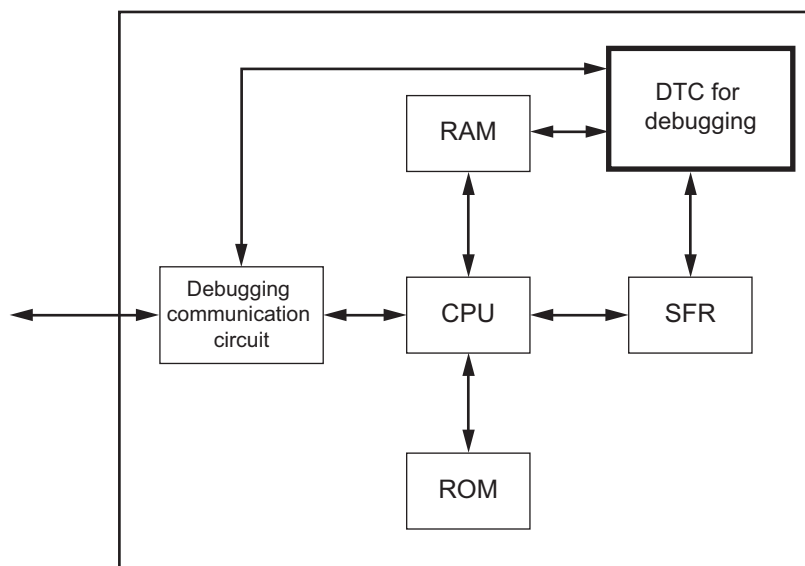 DTC for
debugging
RAM
Debugging
communication
circuit
CPU
SFR
ROM